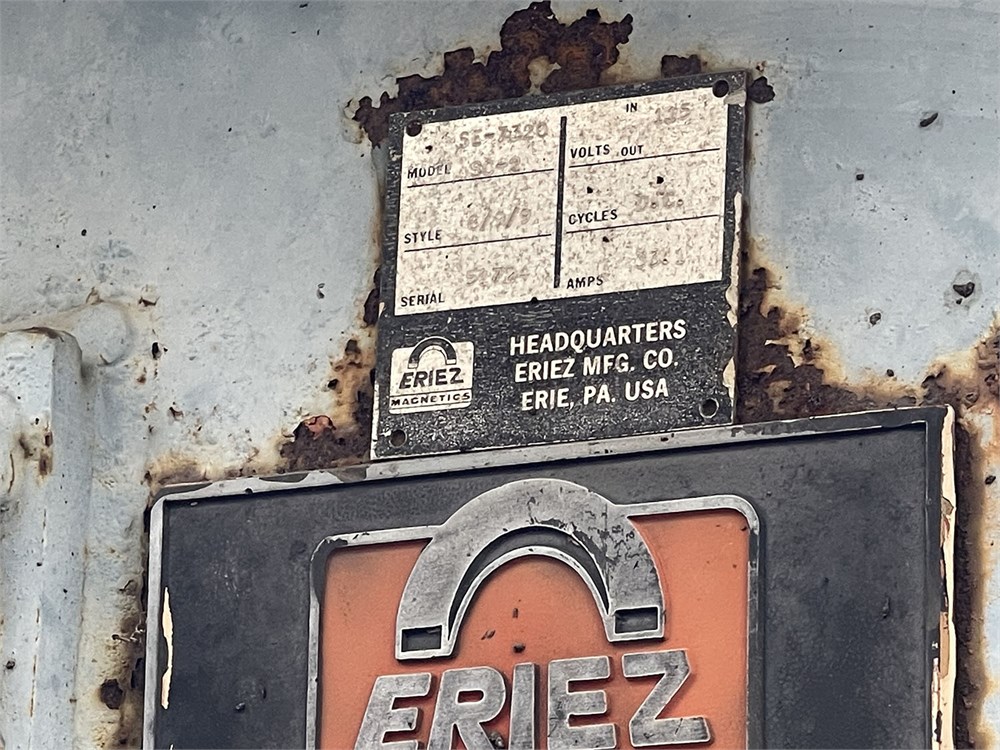 IN
VOLTS OUT
MODEL
CYCLES D.C.
STYLE
AMPS
SERIAL
HEADQUARTERS
ERIEZ MFG. CO.
ERIE, PA. USA
ERIEZ
MAGNETICS
ERIEZ